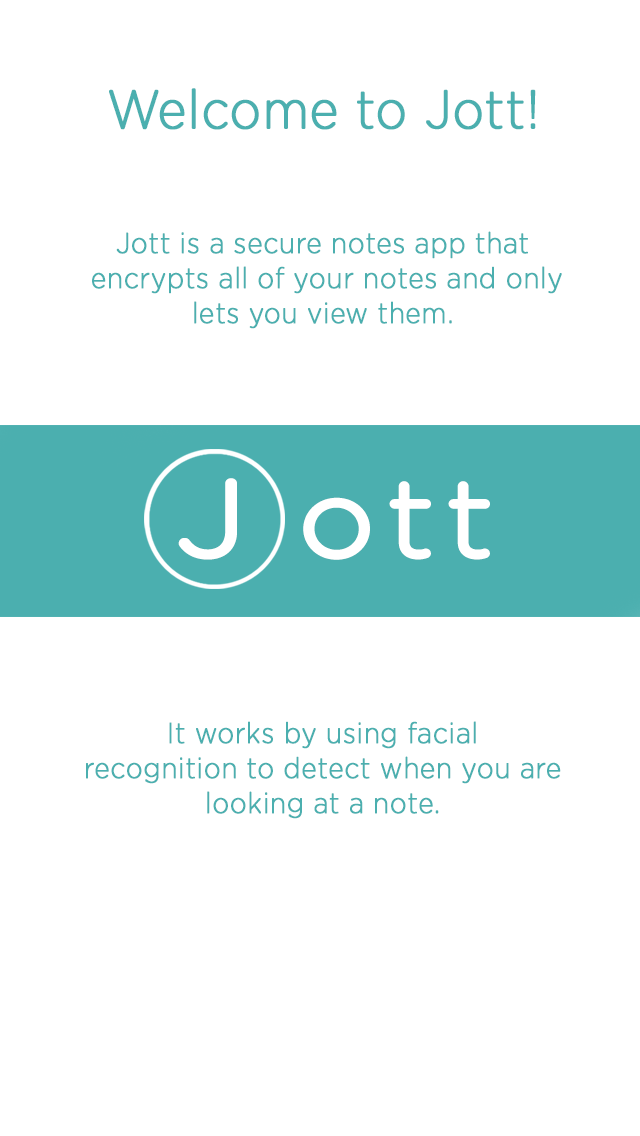 Welcome to Jott!
Jott is a secure notes app that
encrypts all of your notes and only
lets you view them.
Jott
It works by using facial
recognition to detect when you are
looking at a note.